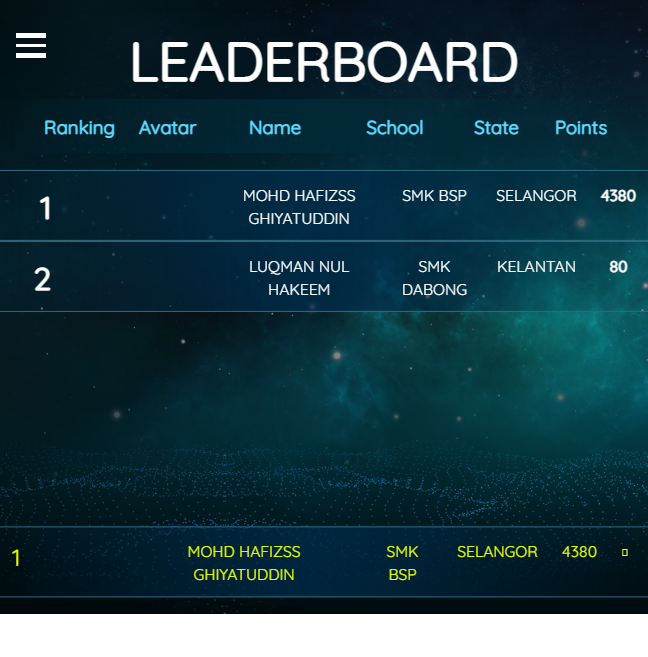 LEADERBOARD
Ranking Avatar Name School State Points
1 MOHD HAFIZSS SMK BSP SELANGOR 4380
GHIYATUDDIN
2 LUQMAN NUL SMK KELANTAN 80
HAKEEM DABONG
1 MOHD HAFIZSS SMK SELANGOR 4380
GHIYATUDDIN BSP